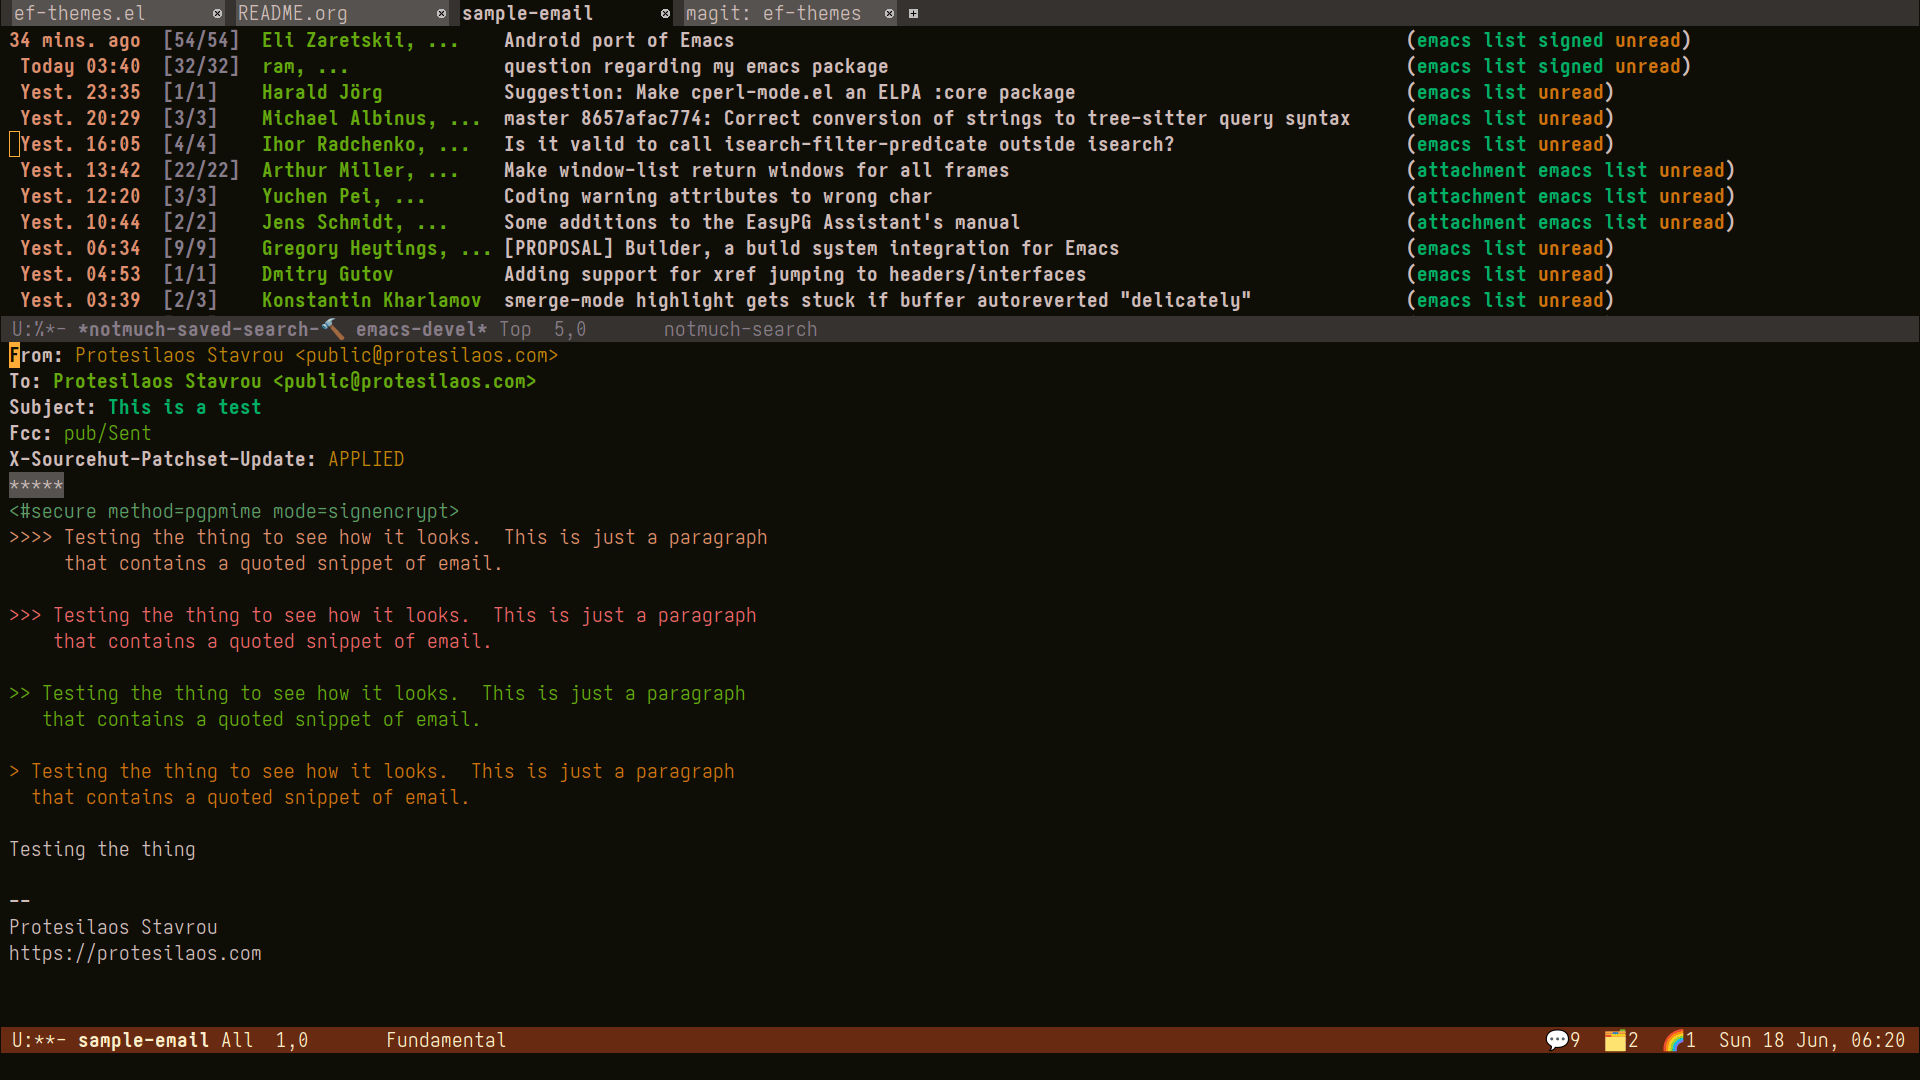 ef-themes.el README.org sample-email magit: ef-themes
34 mins. ago [54/54] Eli Zaretskii, ... Android port of Emacs (emacs list signed unread)
Today 03:40 [32/32] ram, ... question regarding my emacs package (emacs list signed unread)
Yest. 23:35 [1/1] Harald Jörg Suggestion: Make cperl-mode.el an ELPA :core package (emacs list unread)
Yest. 20:29 [3/3] Michael Albinus, ... master 8657afac774: Correct conversion of strings to tree-sitter query syntax (emacs list unread)
Yest. 16:05 [4/4] Ihor Radchenko, ... Is it valid to call isearch-filter-predicate outside isearch? (emacs list unread)
Yest. 13:42 [22/22] Arthur Miller, ... Make window-list return windows for all frames (attachment emacs list unread)
Yest. 12:20 [3/3] Yuchen Pei, ... Coding warning attributes to wrong char (attachment emacs list unread)
Yest. 10:44 [2/2] Jens Schmidt, ... Some additions to the EasyPG Assistant's manual (attachment emacs list unread)
Yest. 06:34 [9/9] Gregory Heytings, ... [PROPOSAL] Builder, a build system integration for Emacs (emacs list unread)
Yest. 04:53 [1/1] Dmitry Gutov Adding support for xref jumping to headers/interfaces (emacs list unread)
Yest. 03:39 [2/3] Konstantin Kharlamov smerge-mode highlight gets stuck if buffer autoreverted "delicately" (emacs list unread)
U:%*- *notmuch-saved-search-🔨 emacs-devel* Top 5,0 notmuch-search
From: Protesilaos Stavrou <public@protesilaos.com>
To: Protesilaos Stavrou <public@protesilaos.com>
Subject: This is a test
Fcc: pub/Sent
X-Sourcehut-Patchset-Update: APPLIED
*****
<#secure method=pgpmime mode=signencrypt>
>>>> Testing the thing to see how it looks.  This is just a paragraph
that contains a quoted snippet of email.
>>> Testing the thing to see how it looks.  This is just a paragraph
that contains a quoted snippet of email.
>> Testing the thing to see how it looks.  This is just a paragraph
that contains a quoted snippet of email.
> Testing the thing to see how it looks.  This is just a paragraph
that contains a quoted snippet of email.
Testing the thing
--
Protesilaos Stavrou
https://protesilaos.com
U:**- sample-email All 1,0 Fundamental 💬9 🗂️2 🌈1 Sun 18 Jun, 06:20